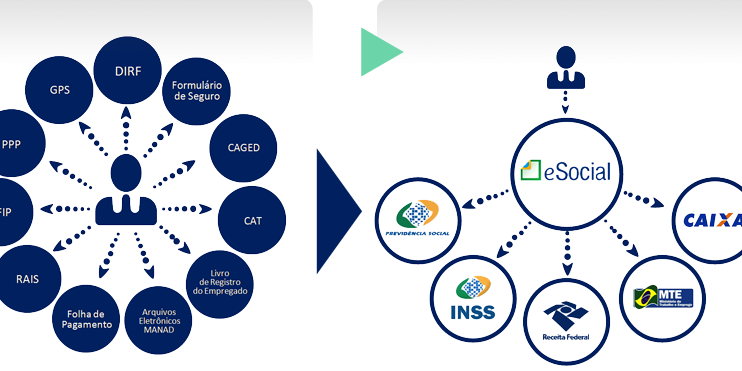 DIRF
GPS
Formulário
de Seguro
PPP
CAGED
FIP
CAT
RAIS
Livro
de Registro
do Empregado
Folha de
Pagamento
Arquivos
Eletrônicos
MANAD
eSocial
PREVIDÊNCIA SOCIAL
CAIXA
INSS
MTE
Ministério do
Trabalho e Emprego
Receita Federal